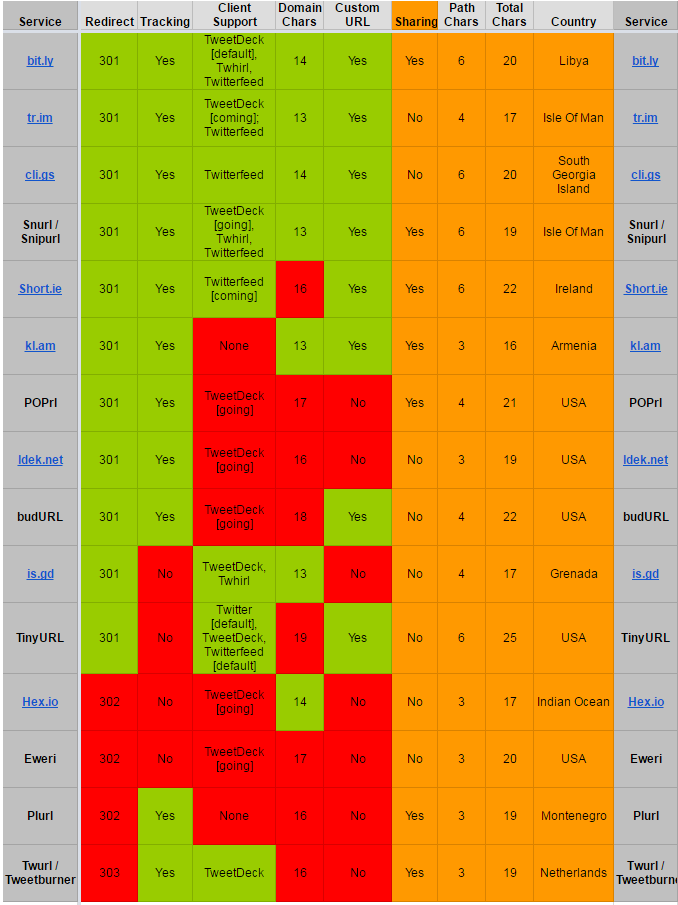 Service Redirect Tracking Client Support Domain Chars Custom URL Sharing Path Chars Total Chars Country Service
bit.ly 301 Yes TweetDeck [default], Twhirl, Twitterfeed 14 Yes Yes 6 20 Libya bit.ly
tr.im 301 Yes TweetDeck [coming]; Twitterfeed 13 Yes No 4 17 Isle Of Man tr.im
cli.gs 301 Yes Twitterfeed 14 Yes No 6 20 South Georgia Island cli.gs
Snurl / Snipurl 301 Yes TweetDeck [going], Twhirl, Twitterfeed 13 Yes Yes 6 19 Isle Of Man Snurl / Snipurl
Short.ie 301 Yes Twitterfeed [coming] 16 Yes Yes 6 22 Ireland Short.ie
kl.am 301 Yes None 13 Yes Yes 3 16 Armenia kl.am
POPrl 301 Yes TweetDeck [going] 17 No Yes 4 21 USA POPrl
Idek.net 301 Yes TweetDeck [going] 16 No No 3 19 USA Idek.net
budURL 301 Yes TweetDeck [going] 18 Yes No 4 22 USA budURL
is.gd 301 No TweetDeck, Twhirl 13 No No 4 17 Grenada is.gd
TinyURL 301 No Twitter [default], TweetDeck, Twitterfeed [default] 19 Yes No 6 25 USA TinyURL
Hex.io 302 No TweetDeck [going] 14 No No 3 17 Indian Ocean Hex.io
Eweri 302 No TweetDeck [going] 17 No No 3 20 USA Eweri
Plurl 302 Yes None 16 No Yes 3 19 Montenegro Plurl
Twurl / Tweetburner 303 Yes TweetDeck 16 No Yes 3 19 Netherlands Twurl / Tweetburne